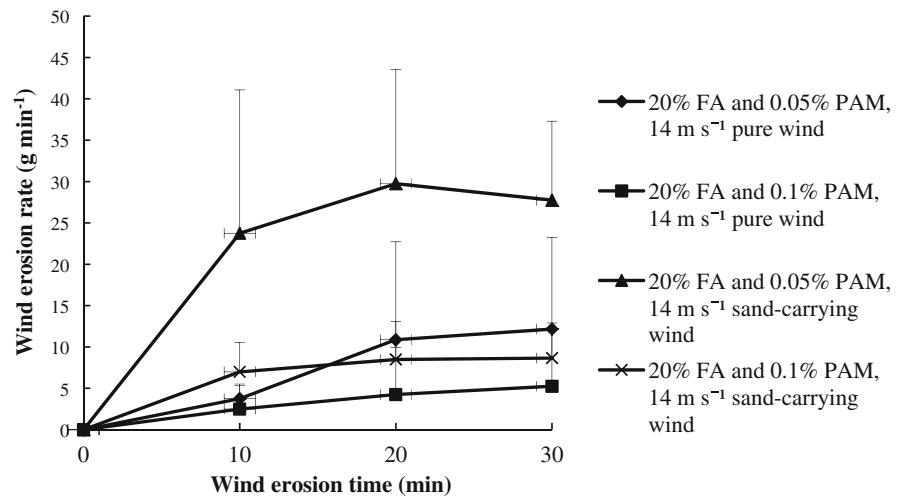 50
45
40
35
30
25
20
15
10
5
0
Wind erosion rate (g min⁻¹)
0 10 20 30
Wind erosion time (min)
20% FA and 0.05% PAM,
14 m s⁻¹ pure wind
20% FA and 0.1% PAM,
14 m s⁻¹ pure wind
20% FA and 0.05% PAM,
14 m s⁻¹ sand-carrying
wind
20% FA and 0.1% PAM,
14 m s⁻¹ sand-carrying
wind